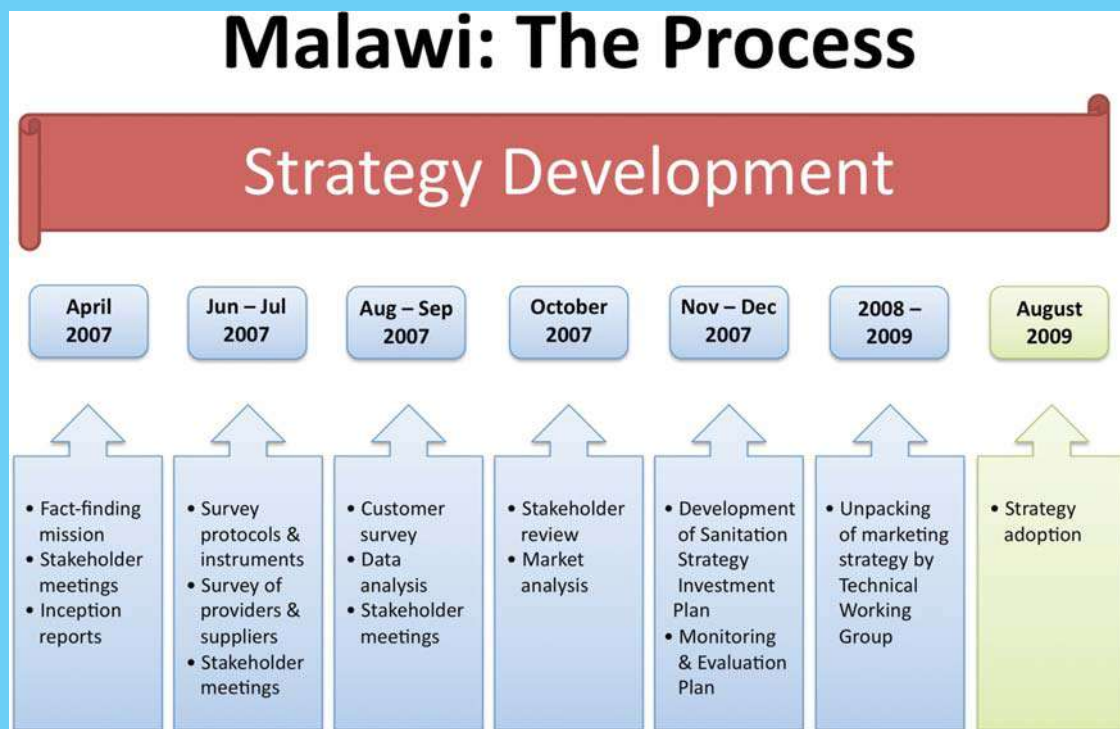 Malawi: The Process
Strategy Development
April
2007
Jun – Jul
2007
Aug – Sep
2007
October
2007
Nov – Dec
2007
2008 –
2009
August
2009
• Fact-finding
mission
• Stakeholder
meetings
• Inception
reports
• Survey
protocols &
instruments
• Survey of
providers &
suppliers
• Stakeholder
meetings
• Customer
survey
• Data
analysis
• Stakeholder
meetings
• Stakeholder
review
• Market
analysis
• Development
of Sanitation
Strategy
Investment
Plan
• Monitoring
& Evaluation
Plan
• Unpacking
of marketing
strategy by
Technical
Working
Group
• Strategy
adoption